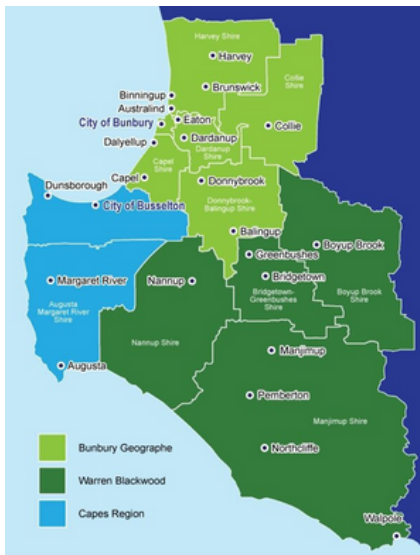 Harvey Shire
Harvey
Collie
Shire
Brunswick
Binningup
Australind
City of Bunbury
Eaton
Collie
Dardanup
Dardanup
Shire
Dalyellup
Capel
Shire
Capel
Donnybrook
Dunsborough
City of Busselton
Donnybrook-
Balingup Shire
Balingup
Boyup Brook
Greenbushes
Margaret River
Nannup
Bridgetown
Augusta
Margaret River
Shire
Bridgetown-
Greenbushes
Shire
Boyup Brook
Shire
Nannup Shire
Manjimup
Augusta
Pemberton
Manjimup Shire
Northcliffe
Bunbury Geographe
Warren Blackwood
Capes Region
Walpole